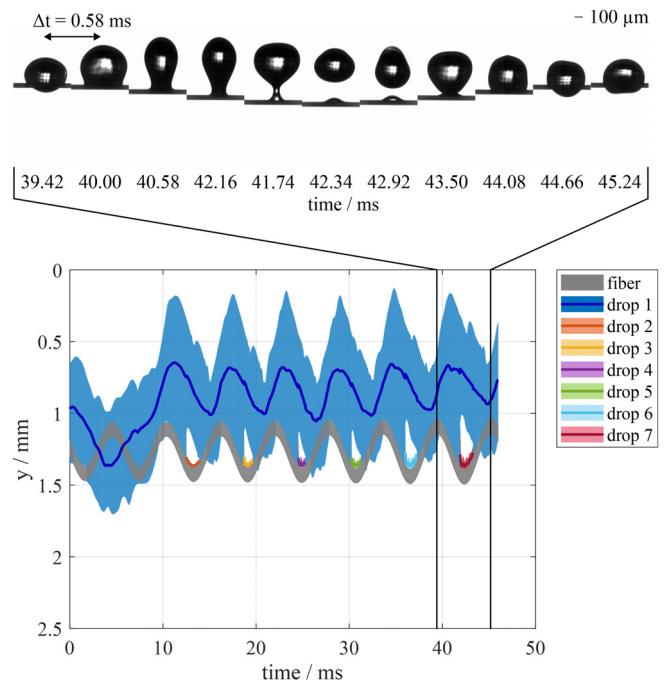 Δt = 0.58 ms
– 100 µm
39.42 40.00 40.58 42.16 41.74 42.34 42.92 43.50 44.08 44.66 45.24
time / ms
fiber
drop 1
drop 2
drop 3
drop 4
drop 5
drop 6
drop 7
y / mm
0
0.5
1
1.5
2
2.5
0 10 20 30 40 50
time / ms